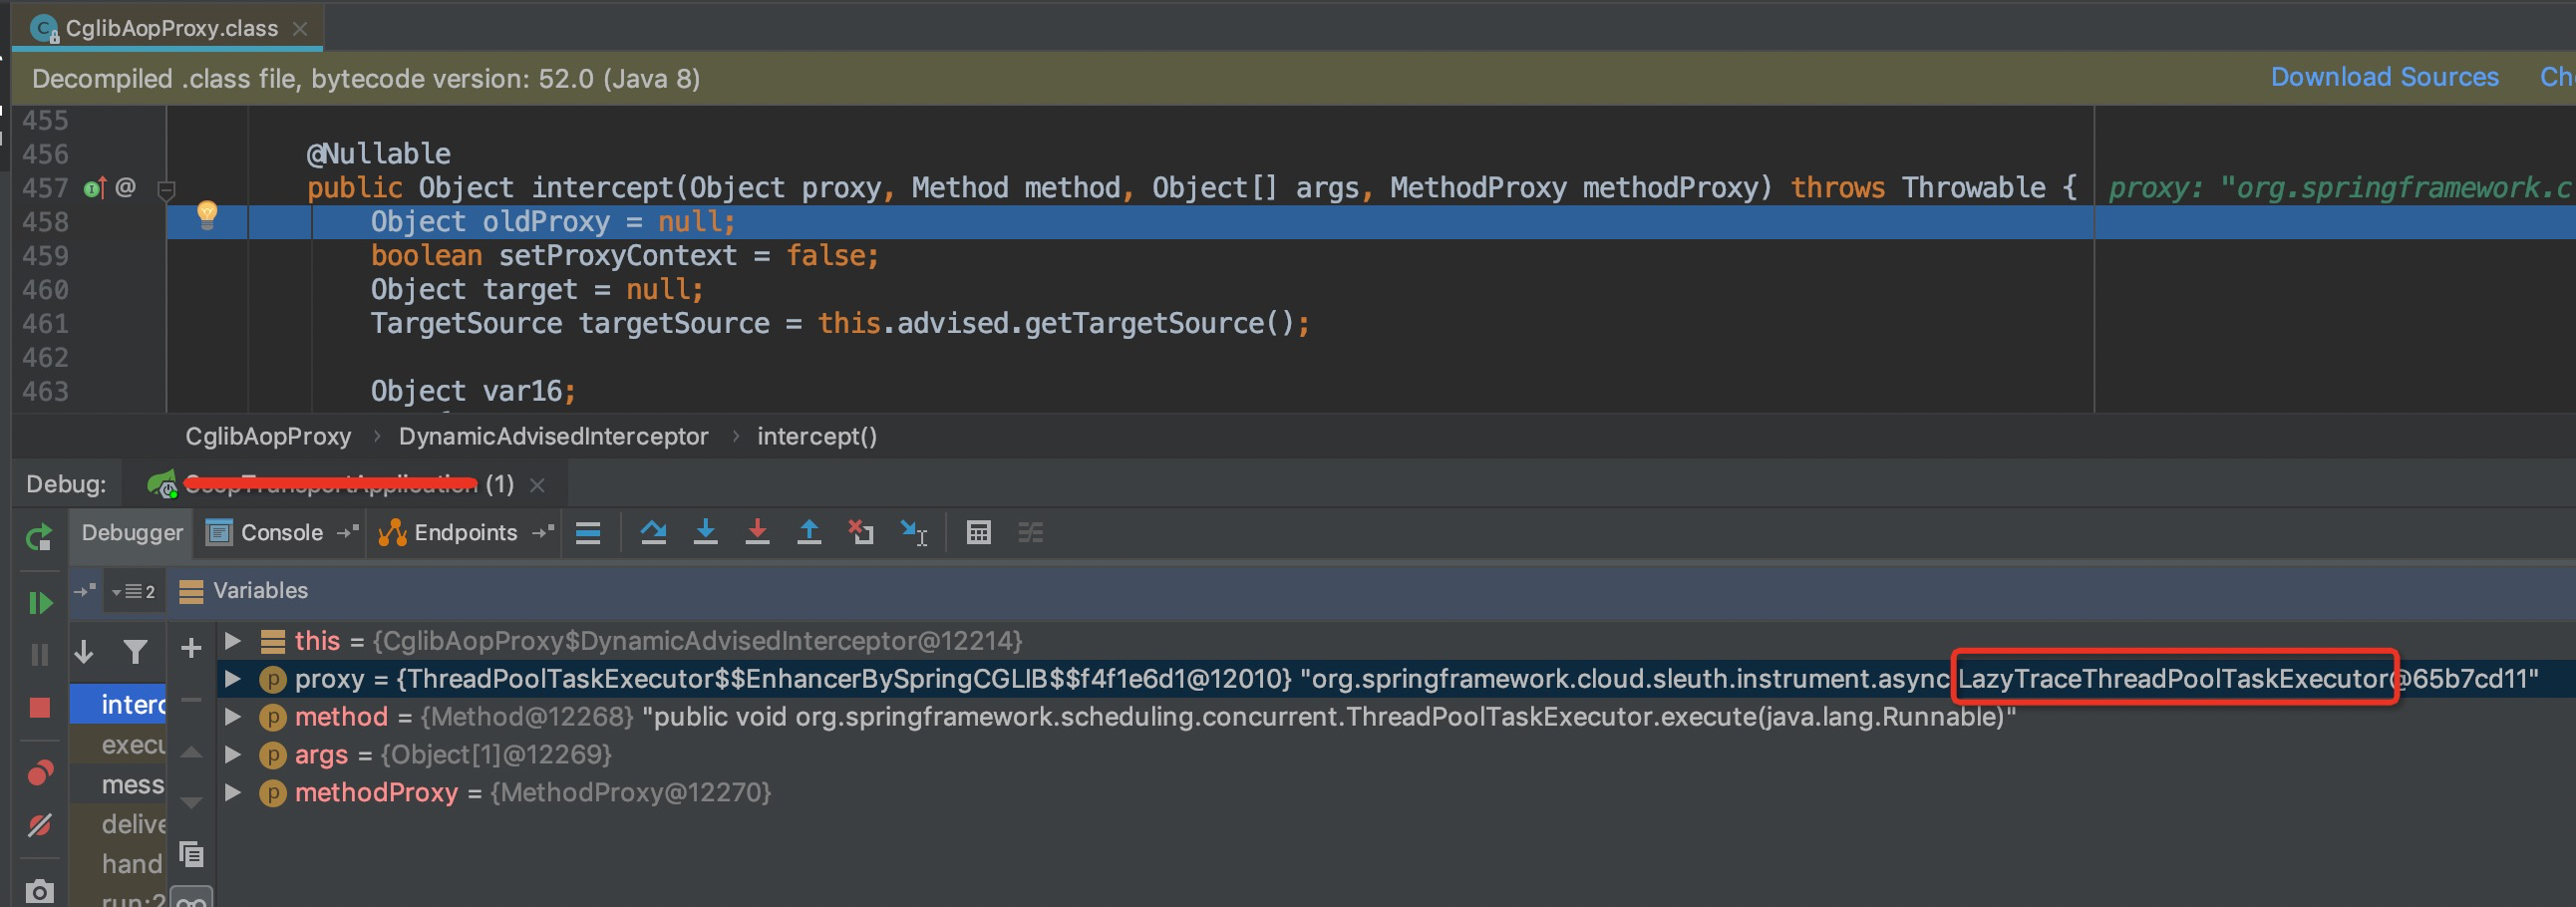 CglibAopProxy.class
Decompiled .class file, bytecode version: 52.0 (Java 8)
Download Sources
455
456 @Nullable
457 @ public Object intercept(Object proxy, Method method, Object[] args, MethodProxy methodProxy) throws Throwable { proxy: "org.springframework.c
458 Object oldProxy = null;
459 boolean setProxyContext = false;
460 Object target = null;
461 TargetSource targetSource = this.advised.getTargetSource();
462
463 Object var16;
CglibAopProxy › DynamicAdvisedInterceptor › intercept()
Debug: (1)
Debugger Console Endpoints
2 Variables
this = {CglibAopProxy$DynamicAdvisedInterceptor@12214}
proxy = {ThreadPoolTaskExecutor$$EnhancerBySpringCGLIB$$f4f1e6d1@12010} "org.springframework.cloud.sleuth.instrument.async.LazyTraceThreadPoolTaskExecutor@65b7cd11"
method = {Method@12268} "public void org.springframework.scheduling.concurrent.ThreadPoolTaskExecutor.execute(java.lang.Runnable)"
args = {Object[1]@12269}
methodProxy = {MethodProxy@12270}
execu
mess
delive
hand
run:2